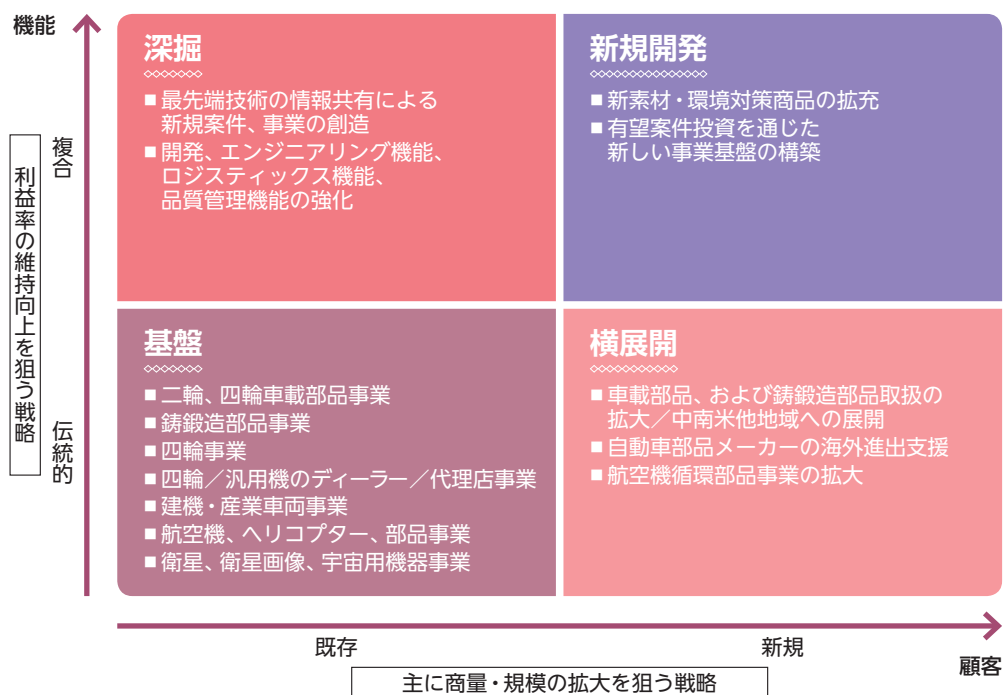 機能
複合
利益率の維持向上を狙う戦略
伝統的
深掘
■ 最先端技術の情報共有による
新規案件、事業の創造
■ 開発、エンジニアリング機能、
ロジスティックス機能、
品質管理機能の強化
新規開発
■ 新素材・環境対策商品の拡充
■ 有望案件投資を通じた
新しい事業基盤の構築
基盤
■ 二輪、四輪車載部品事業
■ 鋳鍛造部品事業
■ 四輪事業
■ 四輪／汎用機のディーラー／代理店事業
■ 建機・産業車両事業
■ 航空機、ヘリコプター、部品事業
■ 衛星、衛星画像、宇宙用機器事業
横展開
■ 車載部品、および鋳鍛造部品取扱の
拡大／中南米他地域への展開
■ 自動車部品メーカーの海外進出支援
■ 航空機循環部品事業の拡大
既存
新規
顧客
主に商量・規模の拡大を狙う戦略